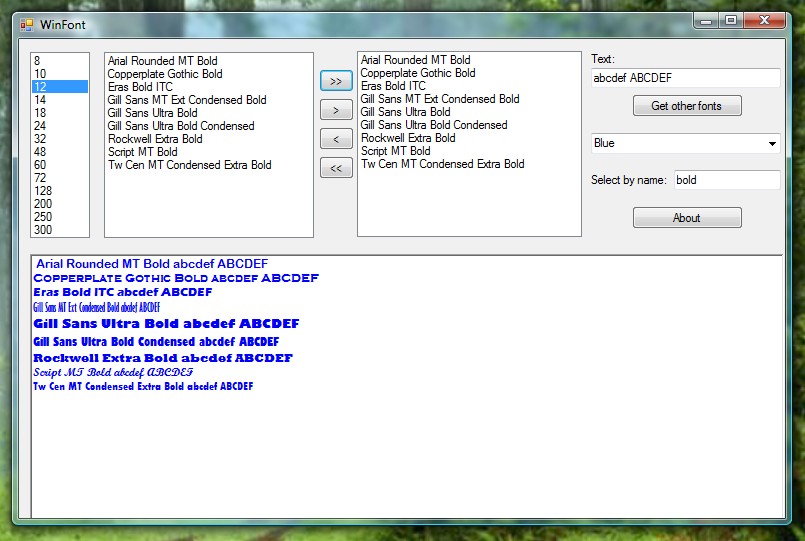 WinFont
8
10
12
14
18
24
32
48
60
72
128
200
250
300
Arial Rounded MT Bold
Copperplate Gothic Bold
Eras Bold ITC
Gill Sans MT Ext Condensed Bold
Gill Sans Ultra Bold
Gill Sans Ultra Bold Condensed
Rockwell Extra Bold
Script MT Bold
Tw Cen MT Condensed Extra Bold
>>
>
<
<<
Arial Rounded MT Bold
Copperplate Gothic Bold
Eras Bold ITC
Gill Sans MT Ext Condensed Bold
Gill Sans Ultra Bold
Gill Sans Ultra Bold Condensed
Rockwell Extra Bold
Script MT Bold
Tw Cen MT Condensed Extra Bold
Text:
abcdef ABCDEF
Get other fonts
Blue
Select by name: bold
About
Arial Rounded MT Bold abcdef ABCDEF
Copperplate Gothic Bold abcdef ABCDEF
Eras Bold ITC abcdef ABCDEF
Gill Sans MT Ext Condensed Bold abcdef ABCDEF
Gill Sans Ultra Bold abcdef ABCDEF
Gill Sans Ultra Bold Condensed abcdef ABCDEF
Rockwell Extra Bold abcdef ABCDEF
Script MT Bold abcdef ABCDEF
Tw Cen MT Condensed Extra Bold abcdef ABCDEF